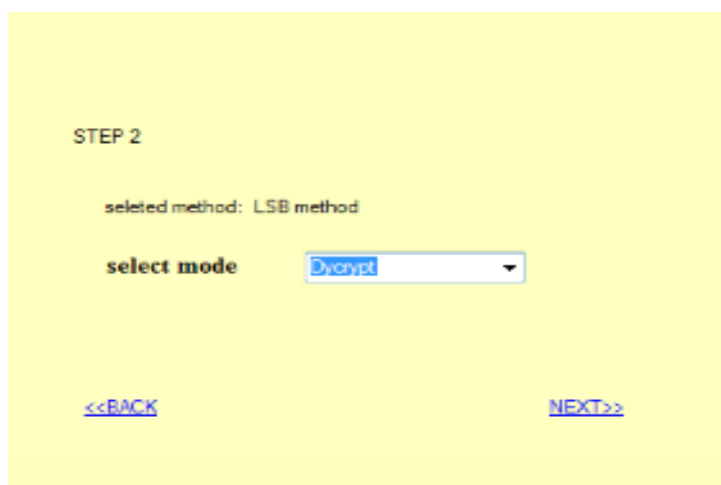 STEP 2
seleted method: LSB method
select mode Dycrypt
<<BACK NEXT>>